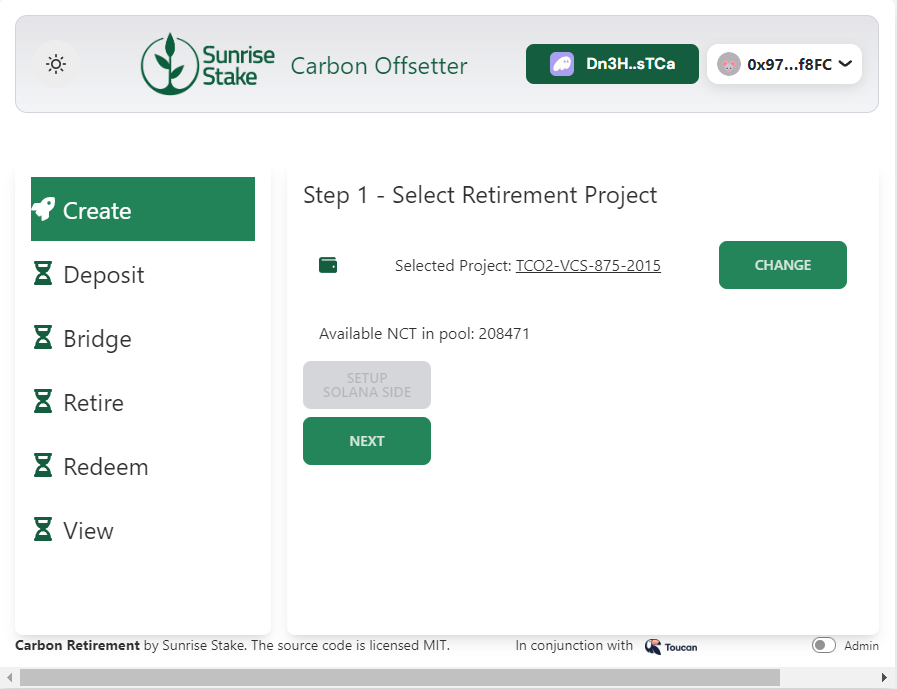 Sunrise
Stake
Carbon Offsetter
Dn3H..sTCa
0x97...f8FC
Create
Deposit
Bridge
Retire
Redeem
View
Step 1 - Select Retirement Project
Selected Project: TCO2-VCS-875-2015
CHANGE
Available NCT in pool: 208471
SETUP
SOLANA SIDE
NEXT
Carbon Retirement by Sunrise Stake. The source code is licensed MIT.
In conjunction with Toucan
Admin